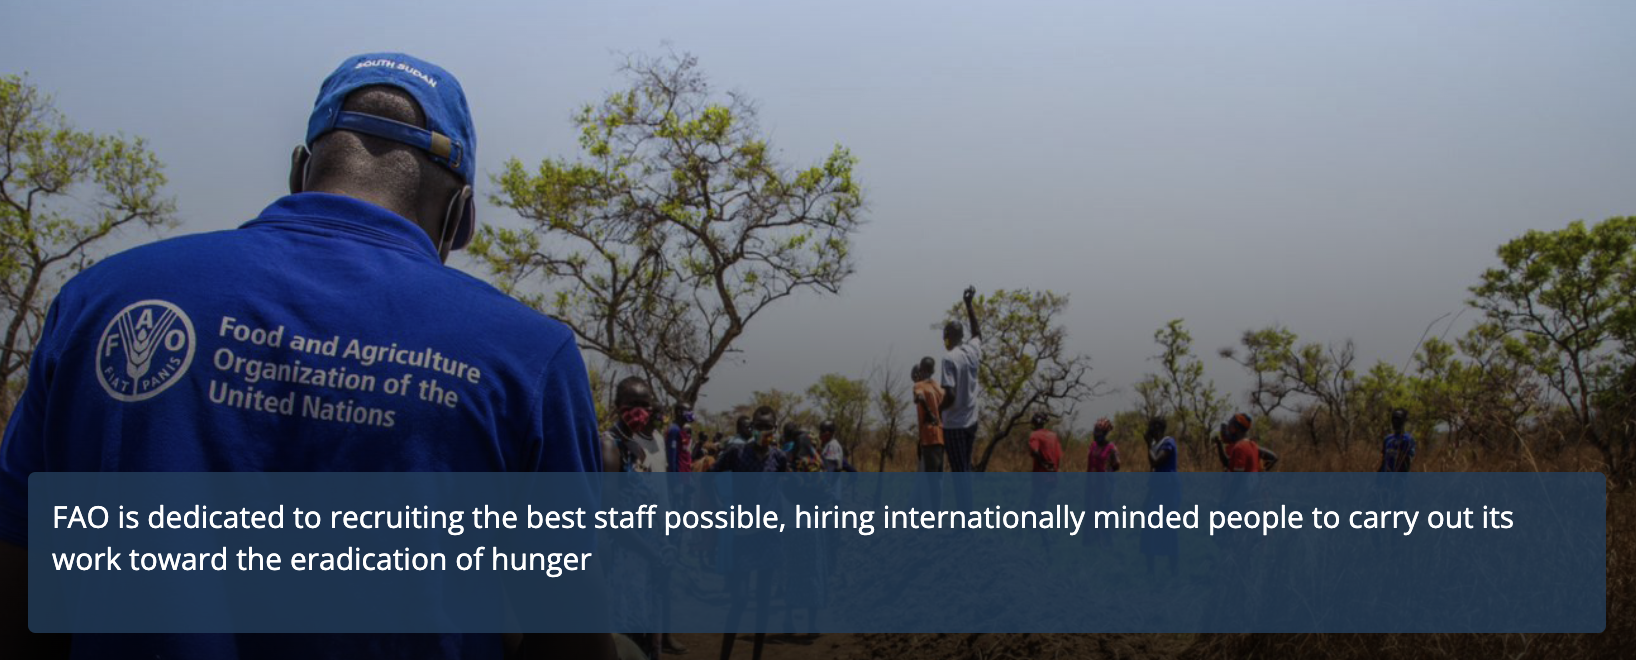 SOUTH SUDAN
FAO
FIAT PANIS
Food and Agriculture
Organization of the
United Nations
FAO is dedicated to recruiting the best staff possible, hiring internationally minded people to carry out its
work toward the eradication of hunger